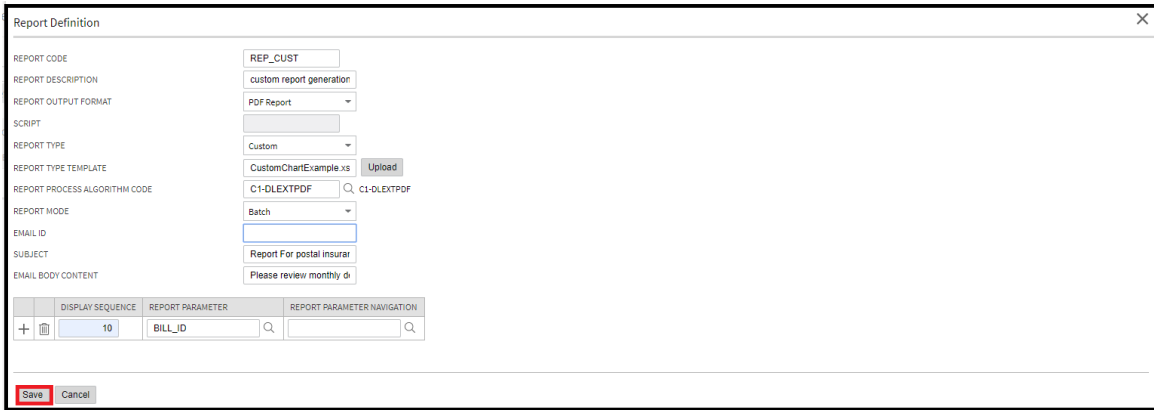 Report Definition
REPORT CODE REP_CUST
REPORT DESCRIPTION custom report generation
REPORT OUTPUT FORMAT PDF Report
SCRIPT
REPORT TYPE Custom
REPORT TYPE TEMPLATE CustomChartExample.xs Upload
REPORT PROCESS ALGORITHM CODE C1-DLEXTPDF C1-DLEXTPDF
REPORT MODE Batch
EMAIL ID
SUBJECT Report For postal insurar
EMAIL BODY CONTENT Please review monthly de
DISPLAY SEQUENCE REPORT PARAMETER REPORT PARAMETER NAVIGATION
10 BILL_ID
Save Cancel